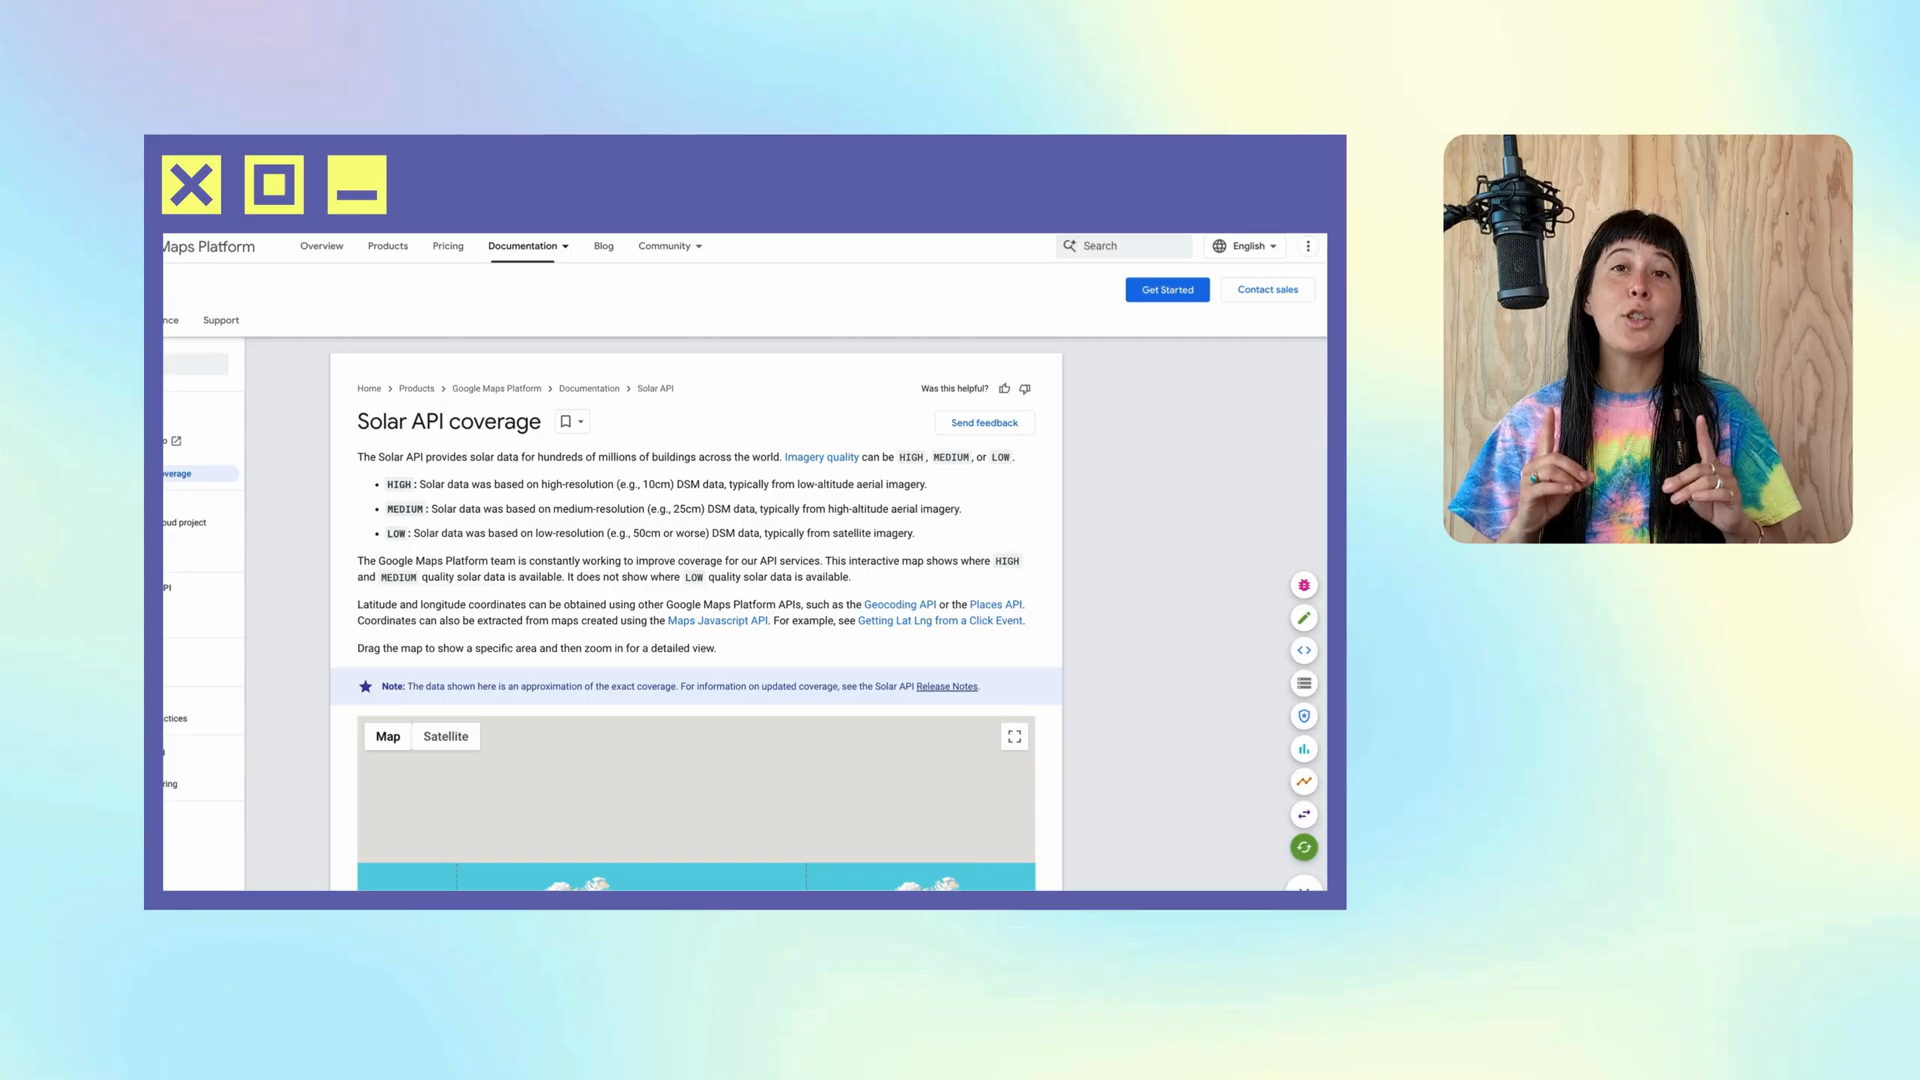 Maps Platform
Overview Products Pricing Documentation Blog Community Search English
Get Started Contact sales
nce Support
Home > Products > Google Maps Platform > Documentation > Solar API Was this helpful?
Solar API coverage
Send feedback
The Solar API provides solar data for hundreds of millions of buildings across the world. Imagery quality can be HIGH, MEDIUM, or LOW.
• HIGH: Solar data was based on high-resolution (e.g., 10cm) DSM data, typically from low-altitude aerial imagery.
• MEDIUM: Solar data was based on medium-resolution (e.g., 25cm) DSM data, typically from high-altitude aerial imagery.
• LOW: Solar data was based on low-resolution (e.g., 50cm or worse) DSM data, typically from satellite imagery.
The Google Maps Platform team is constantly working to improve coverage for our API services. This interactive map shows where HIGH
and MEDIUM quality solar data is available. It does not show where LOW quality solar data is available.
Latitude and longitude coordinates can be obtained using other Google Maps Platform APIs, such as the Geocoding API or the Places API.
Coordinates can also be extracted from maps created using the Maps Javascript API. For example, see Getting Lat Lng from a Click Event.
Drag the map to show a specific area and then zoom in for a detailed view.
Note: The data shown here is an approximation of the exact coverage. For information on updated coverage, see the Solar API Release Notes.
Map Satellite
o
verage
oud project
PI
ctices
ring